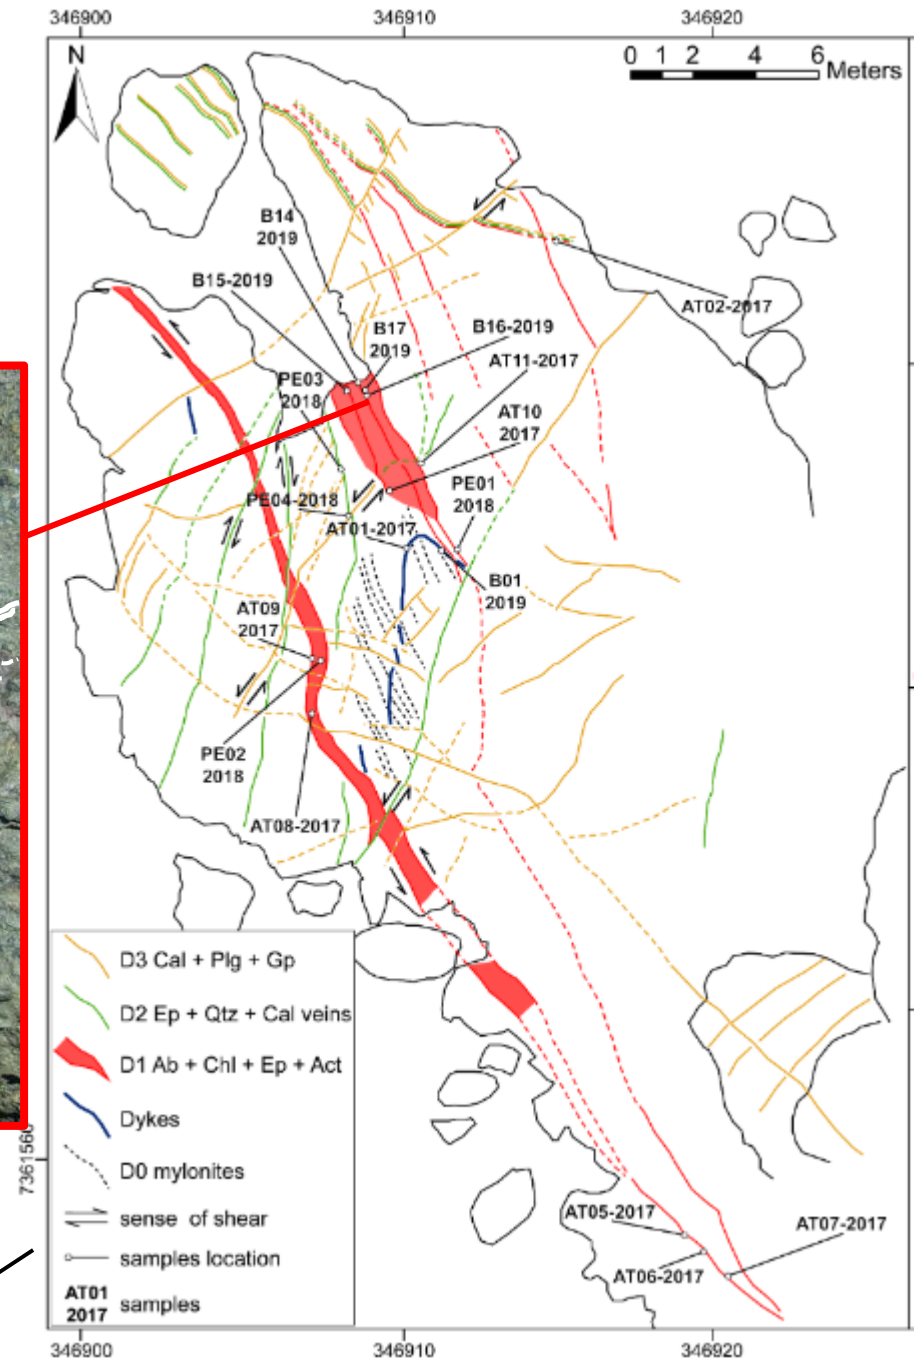 346900
346910
346920
N
0 1 2 4 6
Meters
B14
2019
B15-2019
B17
2019
B16-2019
AT02-2017
AT11-2017
PE03
2018
AT10
2017
PE04-2018
PE01
2018
AT01-2017
B01
2019
AT09
2017
PE02
2018
AT08-2017
D3 Cal + Plg + Gp
D2 Ep + Qtz + Cal veins
D1 Ab + Chl + Ep + Act
Dykes
D0 mylonites
sense of shear
samples location
AT01
2017
samples
7361560
AT05-2017
AT06-2017
AT07-2017
346900
346910
346920